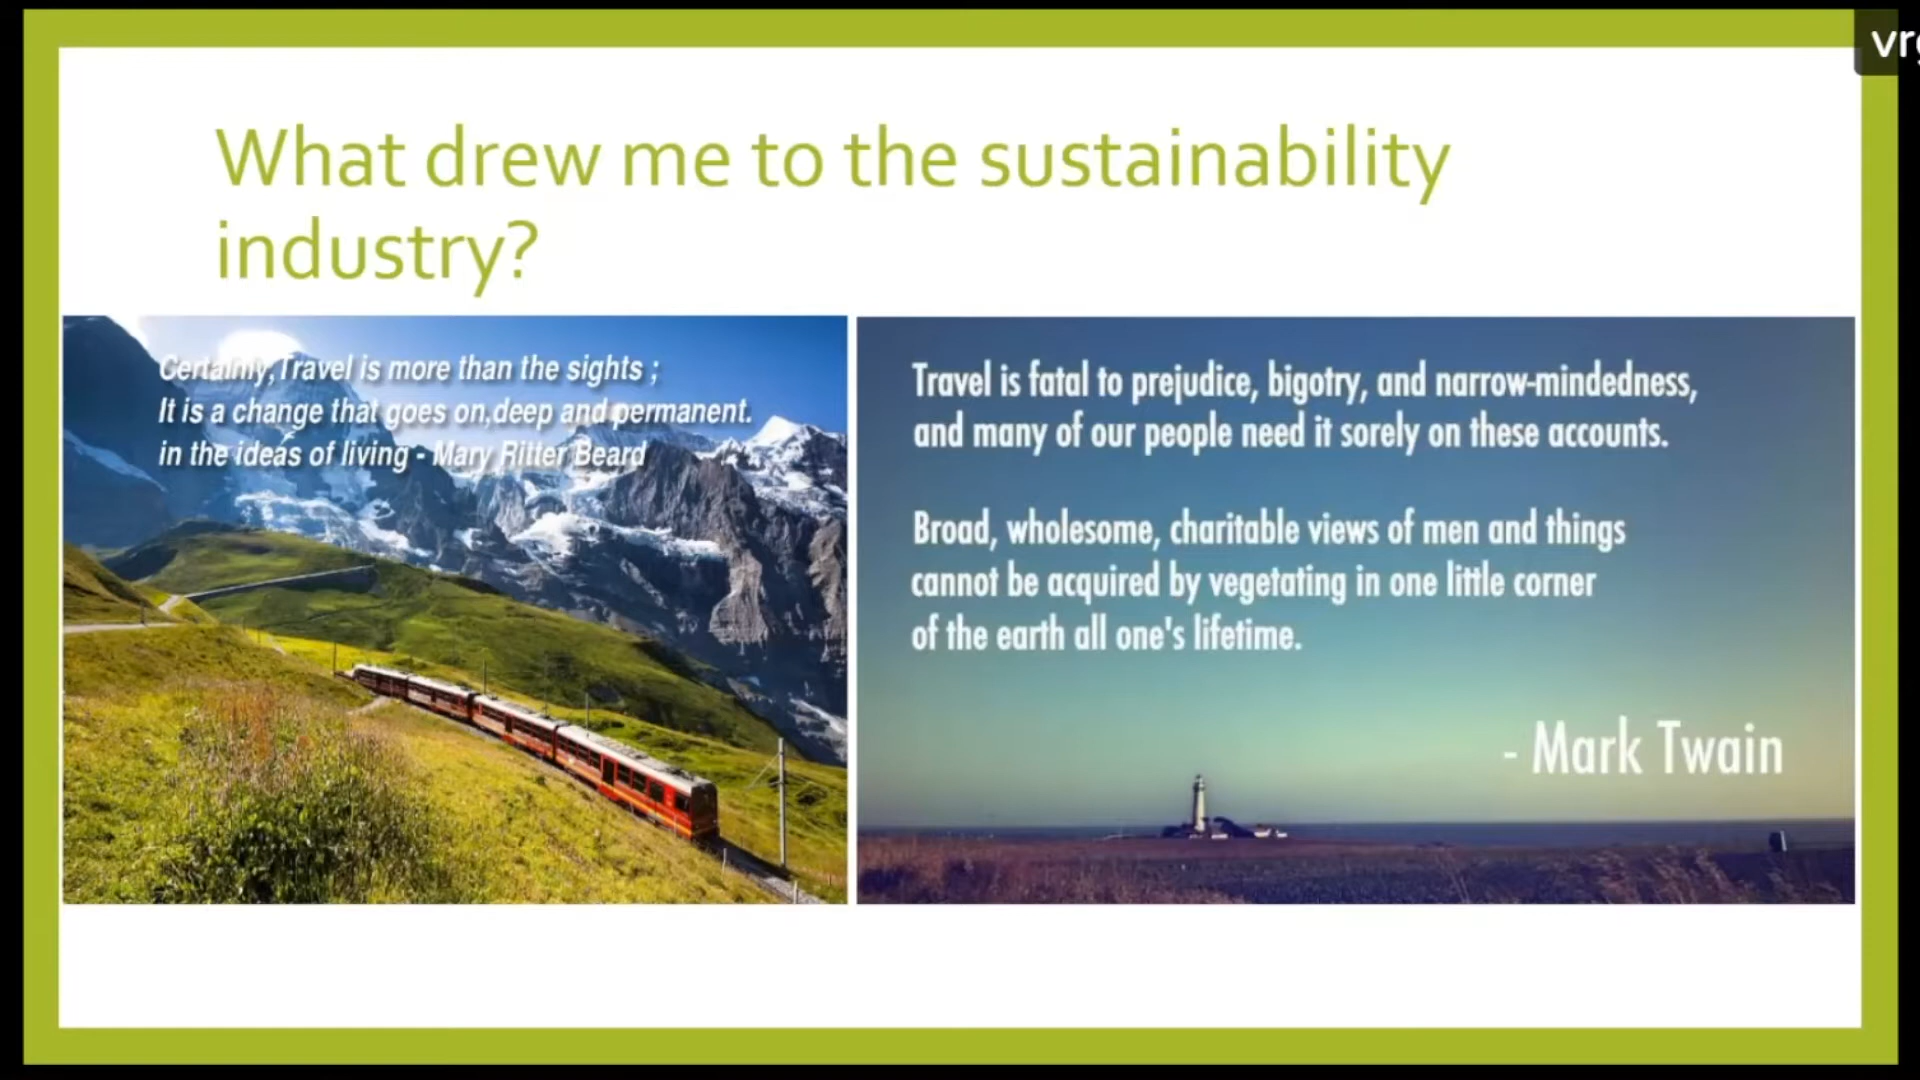 What drew me to the sustainability
industry?
Certainly,Travel is more than the sights ;
It is a change that goes on,deep and permanent.
in the ideas of living - Mary Ritter Beard
Travel is fatal to prejudice, bigotry, and narrow-mindedness,
and many of our people need it sorely on these accounts.
Broad, wholesome, charitable views of men and things
cannot be acquired by vegetating in one little corner
of the earth all one's lifetime.
- Mark Twain